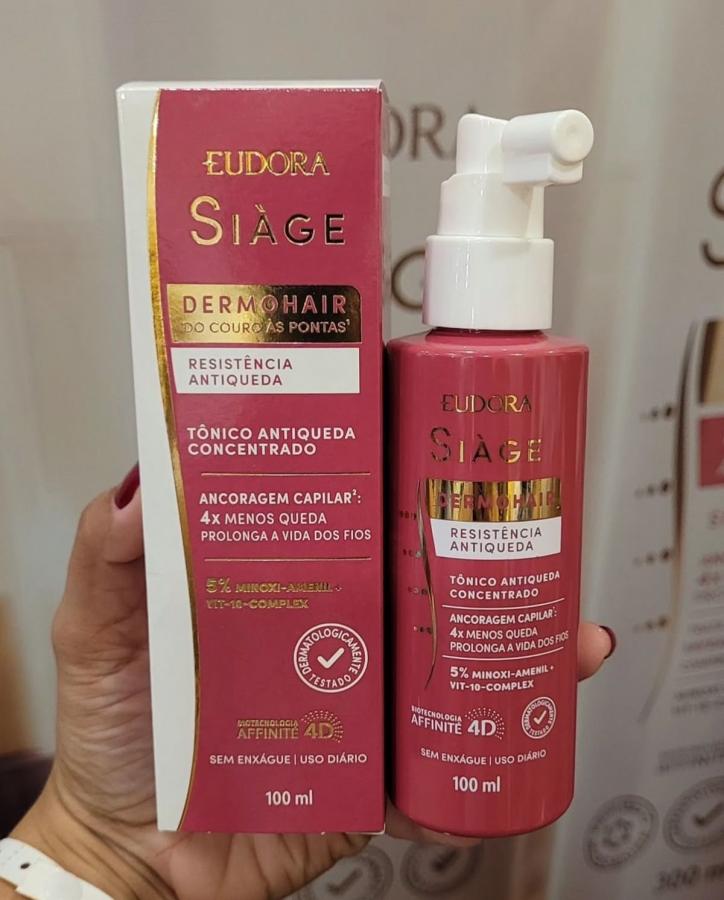 EUDORA
SIÀGE
DERMOHAIR
DO COURO ÀS PONTAS¹
RESISTÊNCIA
ANTIQUEDA
TÔNICO ANTIQUEDA
CONCENTRADO
ANCORAGEM CAPILAR²:
4x MENOS QUEDA
PROLONGA A VIDA DOS FIOS
5% MINOXI-AMENIL +
VIT-10-COMPLEX
DERMATOLOGICAMENTE TESTADO
BIOTECNOLOGIA
AFFINITÉ 4D
SEM ENXÁGUE | USO DIÁRIO
100 ml
EUDORA
SIÀGE
DERMOHAIR
RESISTÊNCIA
ANTIQUEDA
TÔNICO ANTIQUEDA
CONCENTRADO
ANCORAGEM CAPILAR¹:
4x MENOS QUEDA
PROLONGA A VIDA DOS FIOS
5% MINOXI-AMENIL +
VIT-10-COMPLEX
BIOTECNOLOGIA
AFFINITÉ 4D
DERMATOLOGICAMENTE TESTADO
SEM ENXÁGUE | USO DIÁRIO
100 ml